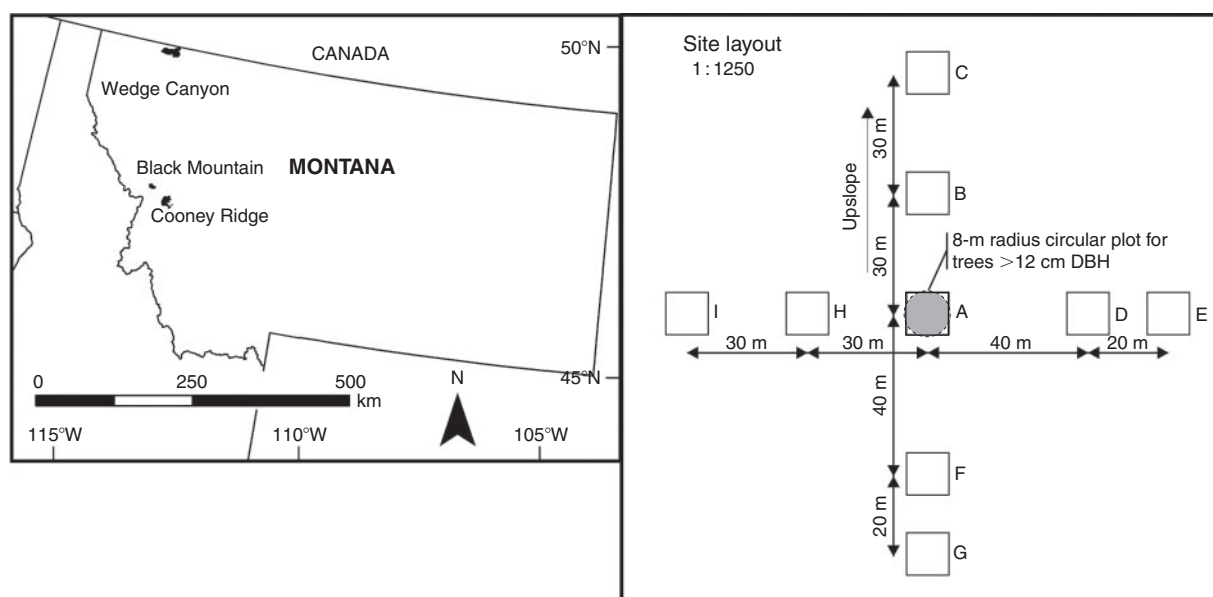 CANADA
50°N
Wedge Canyon
Black Mountain
MONTANA
Cooney Ridge
0
250
500
km
N
45°N
115°W
110°W
105°W
Site layout
1 : 1250
C
30 m
Upslope
B
30 m
8-m radius circular plot for
trees >12 cm DBH
I
H
A
D
E
30 m
30 m
40 m
20 m
40 m
F
20 m
G